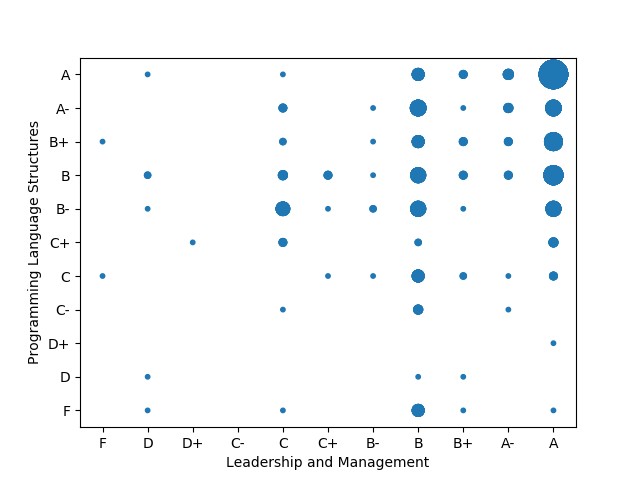 Programming Language Structures
A
A-
B+
B
B-
C+
C
C-
D+
D
F
F D D+ C- C C+ B- B B+ A- A
Leadership and Management